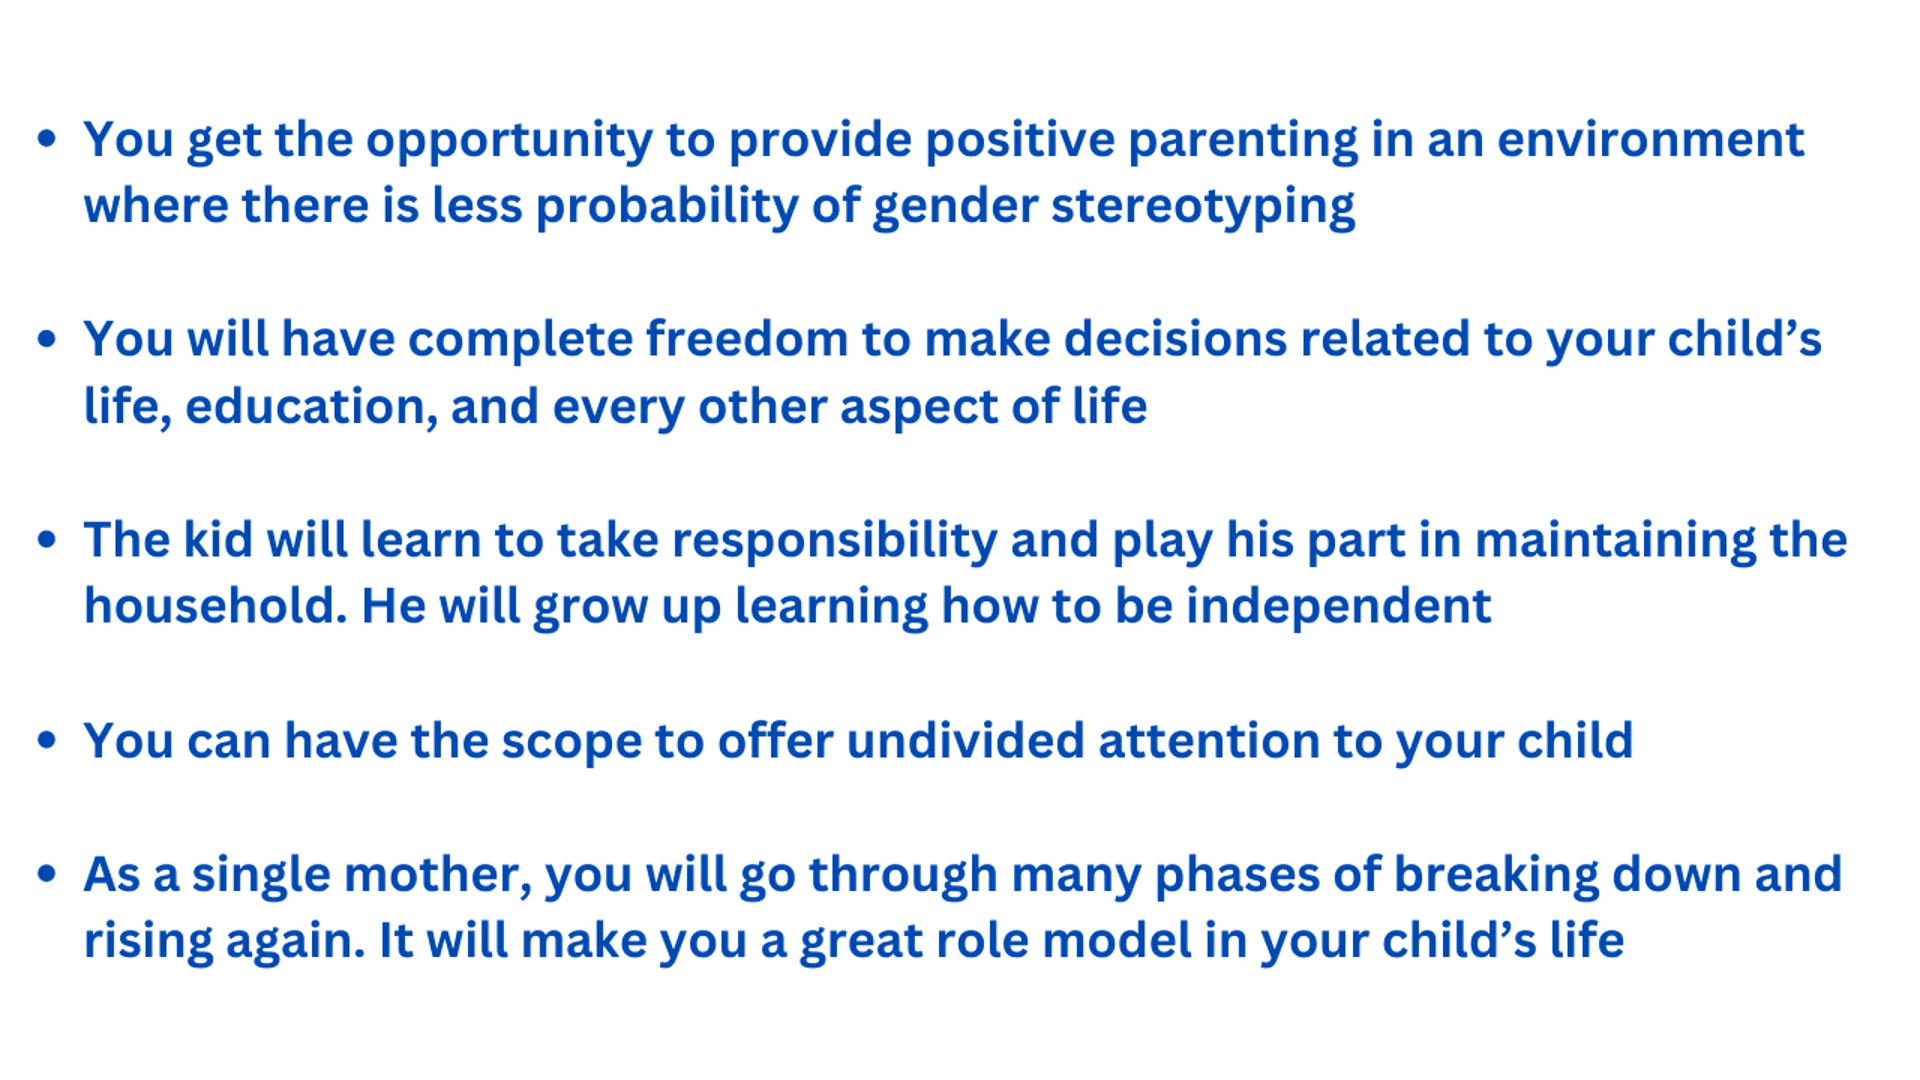 • You get the opportunity to provide positive parenting in an environment
where there is less probability of gender stereotyping
• You will have complete freedom to make decisions related to your child’s
life, education, and every other aspect of life
• The kid will learn to take responsibility and play his part in maintaining the
household. He will grow up learning how to be independent
• You can have the scope to offer undivided attention to your child
• As a single mother, you will go through many phases of breaking down and
rising again. It will make you a great role model in your child’s life